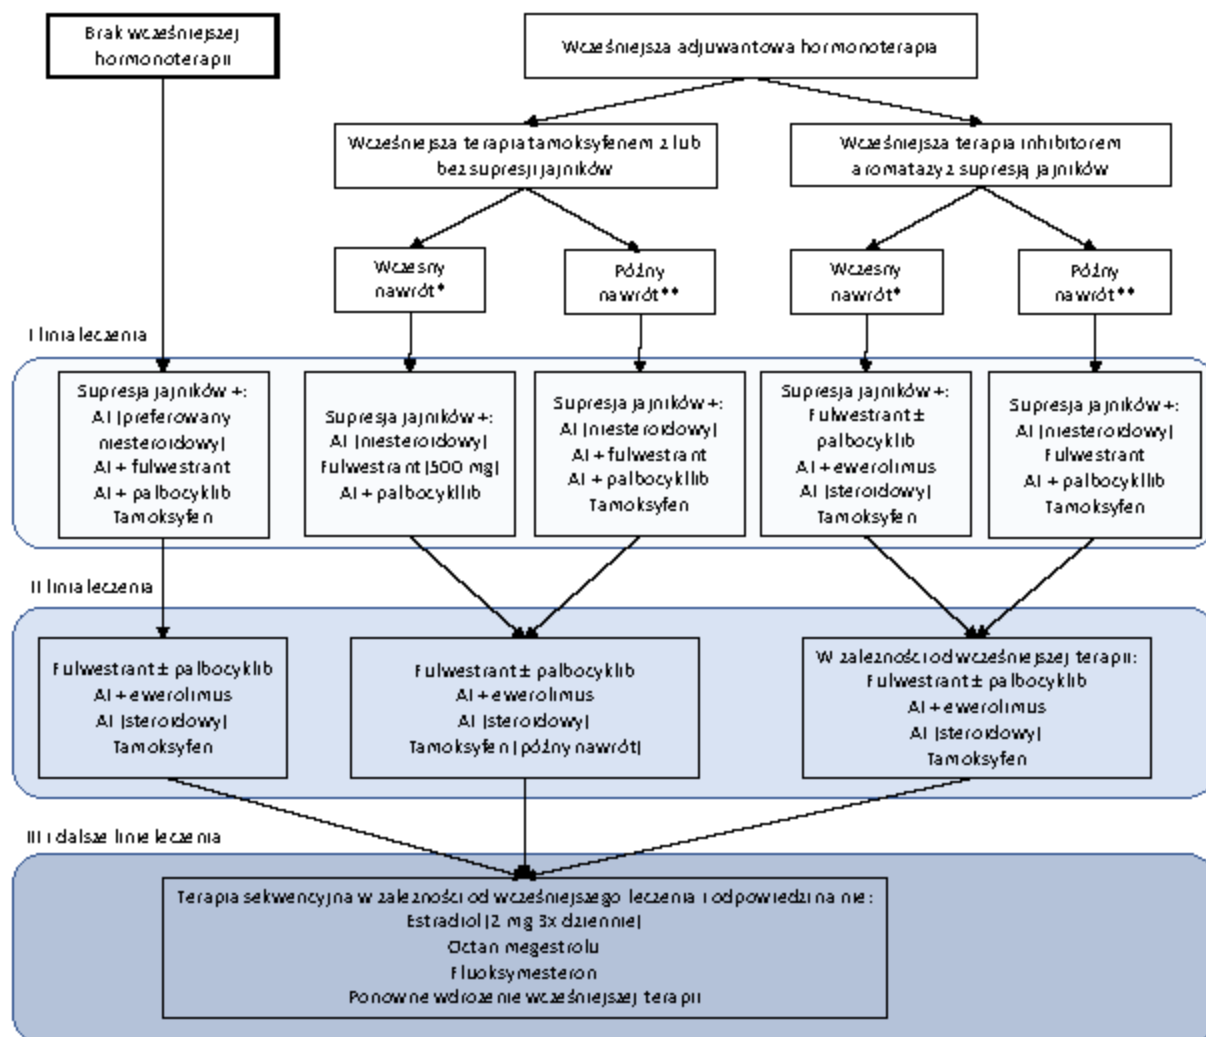 Brak wcześniejszej
hormonoterapii
Wcześniejsza adjuwantowa hormonoterapia
Wcześniejsza terapia tamoksyfenem z lub
bez supresji jajników
Wcześniejsza terapia inhibitorem
aromatazy z supresją jajników
Wczesny
nawrót*
Późny
nawrót**
Wczesny
nawrót*
Późny
nawrót**
I linia leczenia
Supresja jajników +:
AI (preferowany
niesteroidowy)
AI + fulwestrant
AI + palbocyklib
Tamoksyfen
Supresja jajników +:
AI (niesteroidowy)
Fulwestrant (500 mg)
AI + palbocykllib
Supresja jajników +:
AI (niesteroidowy)
AI + fulwestrant
AI + palbocykllib
Tamoksyfen
Supresja jajników +:
Fulwestrant ±
palbocyklib
AI + ewerolimus
AI (steroidowy)
Tamoksyfen
Supresja jajników +:
AI (niesteroidowy)
Fulwestrant
AI + palbocykllib
Tamoksyfen
II linia leczenia
Fulwestrant ± palbocyklib
AI + ewerolimus
AI (steroidowy)
Tamoksyfen
Fulwestrant ± palbocyklib
AI + ewerolimus
AI (steroidowy)
Tamoksyfen (późny nawrót)
W zależności od wcześniejszej terapii:
Fulwestrant ± palbocyklib
AI + ewerolimus
AI (steroidowy)
Tamoksyfen
III i dalsze linie leczenia
Terapia sekwencyjna w zależności od wcześniejszego leczenia i odpowiedzi na nie:
Estradiol (2 mg 3x dziennie)
Octan megestrolu
Fluoksymesteron
Ponowne wdrożenie wcześniejszej terapii